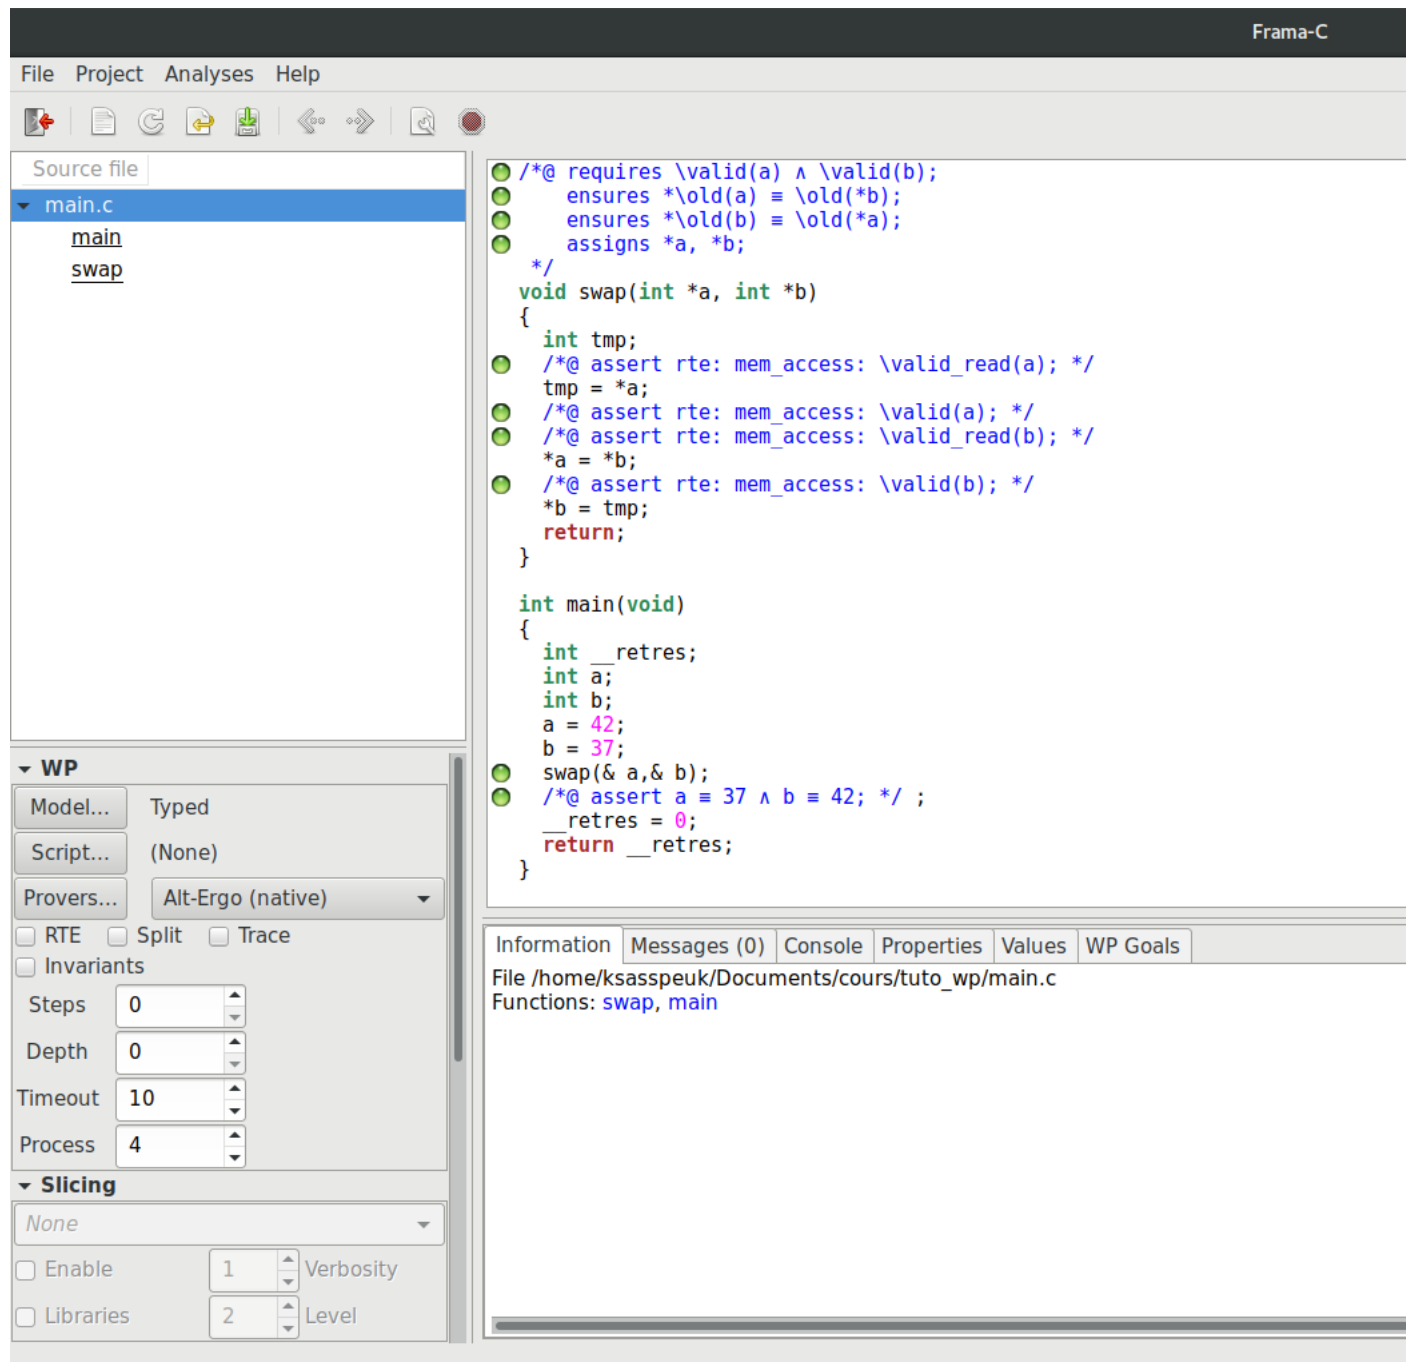 Frama-C
File Project Analyses Help
Source file
main.c
main
swap
/*@ requires \valid(a) ∧ \valid(b);
ensures *\old(a) ≡ \old(*b);
ensures *\old(b) ≡ \old(*a);
assigns *a, *b;
*/
void swap(int *a, int *b)
{
int tmp;
/*@ assert rte: mem_access: \valid_read(a); */
tmp = *a;
/*@ assert rte: mem_access: \valid(a); */
/*@ assert rte: mem_access: \valid_read(b); */
*a = *b;
/*@ assert rte: mem_access: \valid(b); */
*b = tmp;
return;
}
int main(void)
{
int __retres;
int a;
int b;
a = 42;
b = 37;
swap(& a,& b);
/*@ assert a ≡ 37 ∧ b ≡ 42; */ ;
__retres = 0;
return __retres;
}
WP
Model... Typed
Script... (None)
Provers... Alt-Ergo (native)
RTE Split Trace
Invariants
Steps 0
Depth 0
Timeout 10
Process 4
Slicing
None
Enable 1 Verbosity
Libraries 2 Level
Information Messages (0) Console Properties Values WP Goals
File /home/ksasspeuk/Documents/cours/tuto_wp/main.c
Functions: swap, main